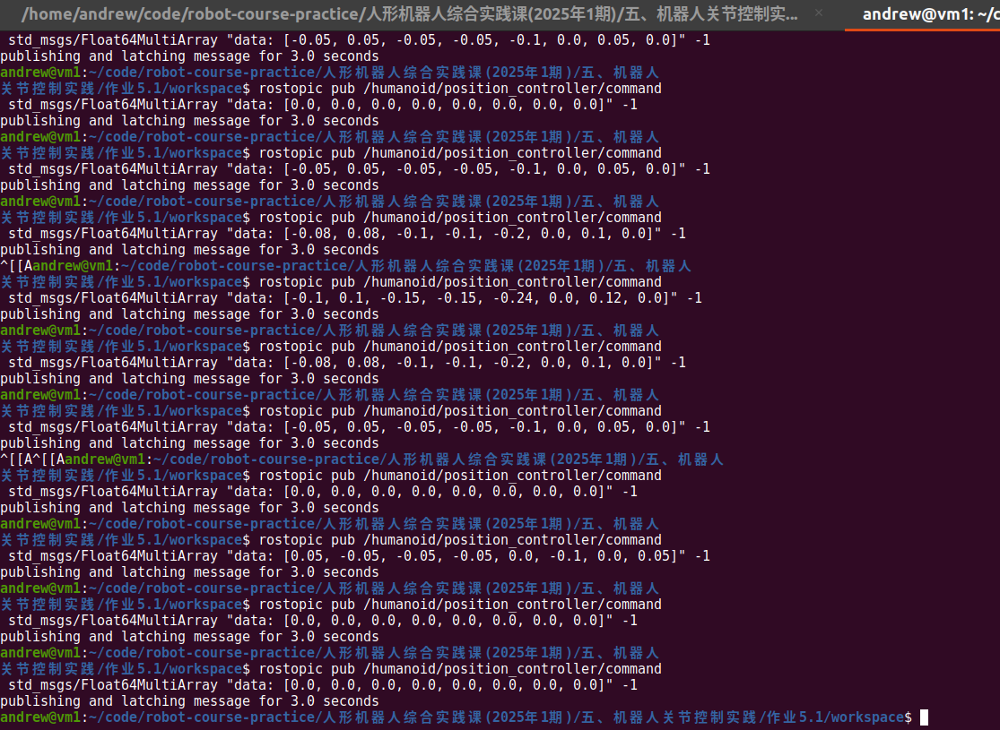 /home/andrew/code/robot-course-practice/人形机器人综合实践课(2025年1期)/五、机器人关节控制实... × andrew@vm1: ~/c
std_msgs/Float64MultiArray "data: [-0.05, 0.05, -0.05, -0.05, -0.1, 0.0, 0.05, 0.0]" -1
publishing and latching message for 3.0 seconds
andrew@vm1:~/code/robot-course-practice/人形机器人综合实践课(2025年1期)/五、机器人
关节控制实践/作业5.1/workspace$ rostopic pub /humanoid/position_controller/command
std_msgs/Float64MultiArray "data: [0.0, 0.0, 0.0, 0.0, 0.0, 0.0, 0.0, 0.0]" -1
publishing and latching message for 3.0 seconds
andrew@vm1:~/code/robot-course-practice/人形机器人综合实践课(2025年1期)/五、机器人
关节控制实践/作业5.1/workspace$ rostopic pub /humanoid/position_controller/command
std_msgs/Float64MultiArray "data: [-0.05, 0.05, -0.05, -0.05, -0.1, 0.0, 0.05, 0.0]" -1
publishing and latching message for 3.0 seconds
andrew@vm1:~/code/robot-course-practice/人形机器人综合实践课(2025年1期)/五、机器人
关节控制实践/作业5.1/workspace$ rostopic pub /humanoid/position_controller/command
std_msgs/Float64MultiArray "data: [-0.08, 0.08, -0.1, -0.1, -0.2, 0.0, 0.1, 0.0]" -1
publishing and latching message for 3.0 seconds
^[[Aandrew@vm1:~/code/robot-course-practice/人形机器人综合实践课(2025年1期)/五、机器人
关节控制实践/作业5.1/workspace$ rostopic pub /humanoid/position_controller/command
std_msgs/Float64MultiArray "data: [-0.1, 0.1, -0.15, -0.15, -0.24, 0.0, 0.12, 0.0]" -1
publishing and latching message for 3.0 seconds
andrew@vm1:~/code/robot-course-practice/人形机器人综合实践课(2025年1期)/五、机器人
关节控制实践/作业5.1/workspace$ rostopic pub /humanoid/position_controller/command
std_msgs/Float64MultiArray "data: [-0.08, 0.08, -0.1, -0.1, -0.2, 0.0, 0.1, 0.0]" -1
publishing and latching message for 3.0 seconds
andrew@vm1:~/code/robot-course-practice/人形机器人综合实践课(2025年1期)/五、机器人
关节控制实践/作业5.1/workspace$ rostopic pub /humanoid/position_controller/command
std_msgs/Float64MultiArray "data: [-0.05, 0.05, -0.05, -0.05, -0.1, 0.0, 0.05, 0.0]" -1
publishing and latching message for 3.0 seconds
^[[A^[[Aandrew@vm1:~/code/robot-course-practice/人形机器人综合实践课(2025年1期)/五、机器人
关节控制实践/作业5.1/workspace$ rostopic pub /humanoid/position_controller/command
std_msgs/Float64MultiArray "data: [0.0, 0.0, 0.0, 0.0, 0.0, 0.0, 0.0, 0.0]" -1
publishing and latching message for 3.0 seconds
andrew@vm1:~/code/robot-course-practice/人形机器人综合实践课(2025年1期)/五、机器人
关节控制实践/作业5.1/workspace$ rostopic pub /humanoid/position_controller/command
std_msgs/Float64MultiArray "data: [0.05, -0.05, -0.05, -0.05, 0.0, -0.1, 0.0, 0.05]" -1
publishing and latching message for 3.0 seconds
andrew@vm1:~/code/robot-course-practice/人形机器人综合实践课(2025年1期)/五、机器人
关节控制实践/作业5.1/workspace$ rostopic pub /humanoid/position_controller/command
std_msgs/Float64MultiArray "data: [0.0, 0.0, 0.0, 0.0, 0.0, 0.0, 0.0, 0.0]" -1
publishing and latching message for 3.0 seconds
andrew@vm1:~/code/robot-course-practice/人形机器人综合实践课(2025年1期)/五、机器人
关节控制实践/作业5.1/workspace$ rostopic pub /humanoid/position_controller/command
std_msgs/Float64MultiArray "data: [0.0, 0.0, 0.0, 0.0, 0.0, 0.0, 0.0, 0.0]" -1
publishing and latching message for 3.0 seconds
andrew@vm1:~/code/robot-course-practice/人形机器人综合实践课(2025年1期)/五、机器人关节控制实践/作业5.1/workspace$